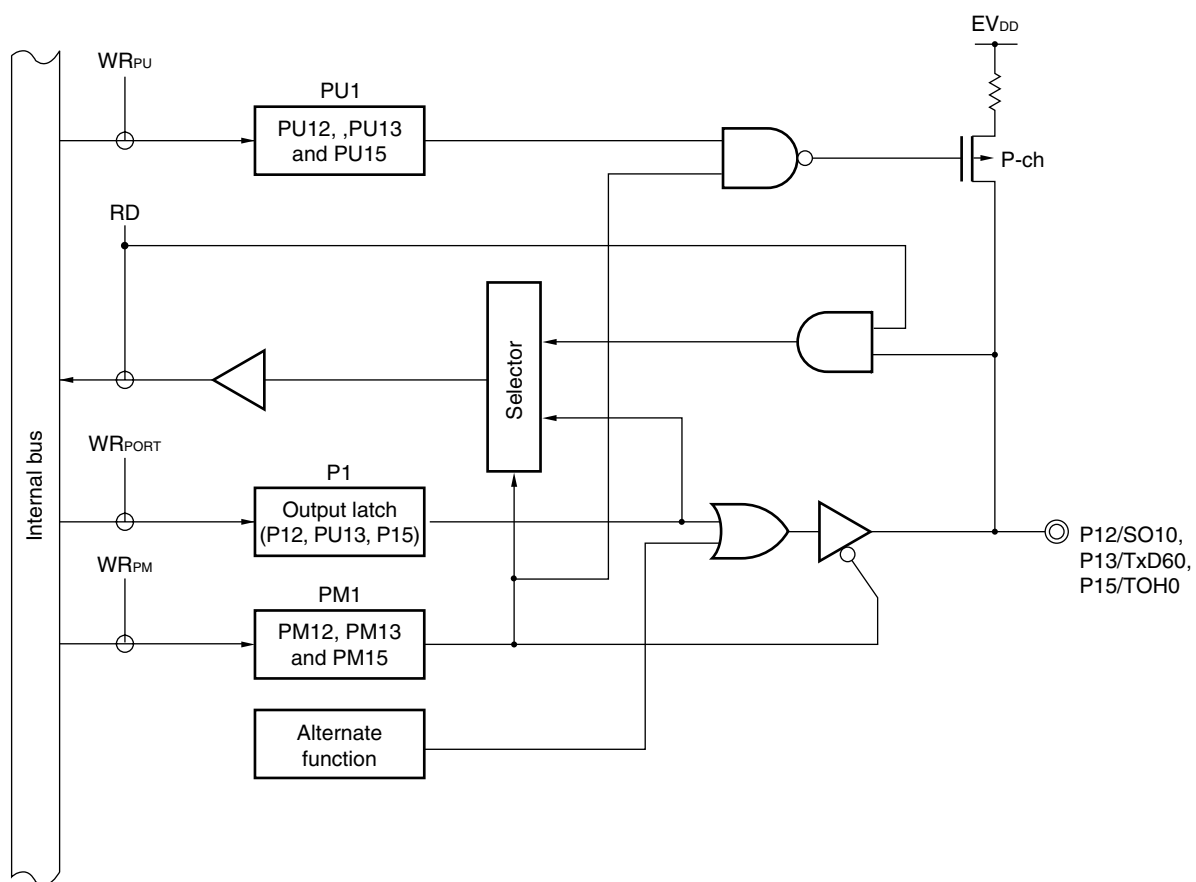 EVDD
WRPU
PU1
PU12, ,PU13
and PU15
P-ch
RD
Selector
Internal bus
WRPORT
P1
Output latch
(P12, PU13, P15)
P12/SO10,
P13/TxD60,
P15/TOH0
WRPM
PM1
PM12, PM13
and PM15
Alternate
function